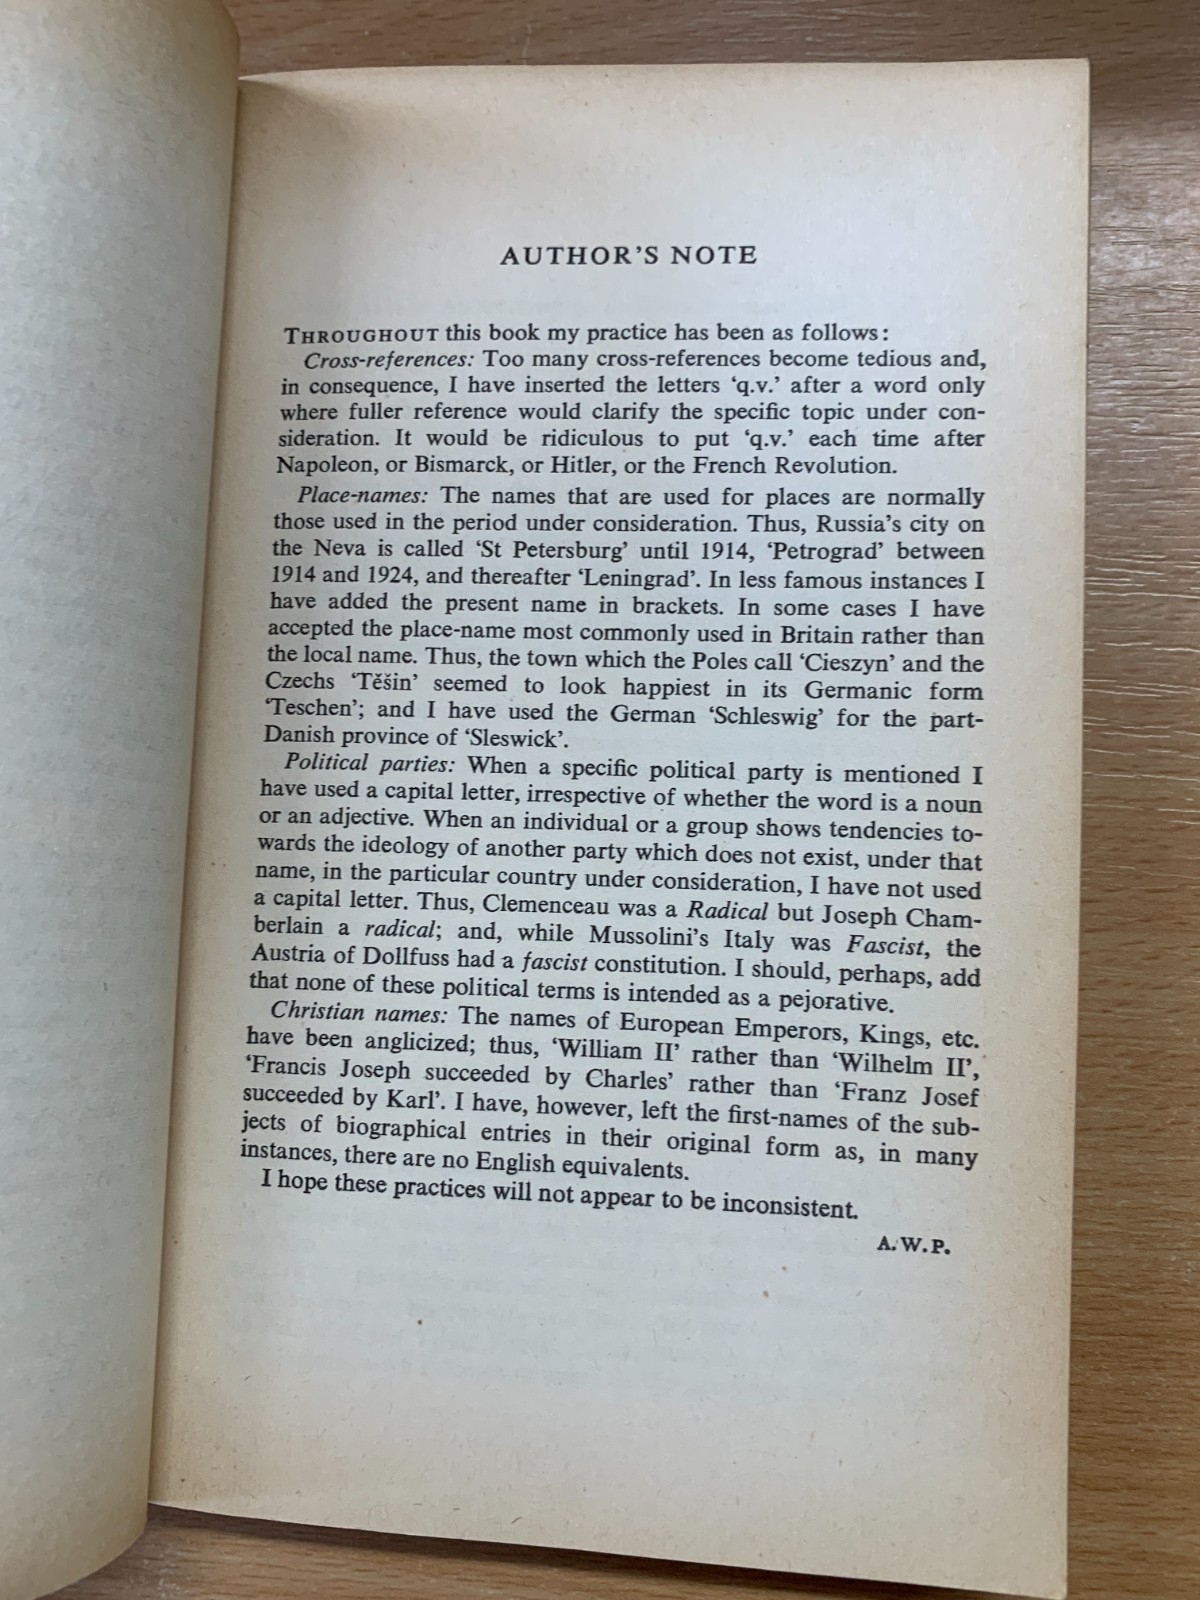 AUTHOR'S NOTE
THROUGHOUT this book my practice has been as follows:
Cross-references: Too many cross-references become tedious and,
in consequence, I have inserted the letters 'q.v.' after a word only
where fuller reference would clarify the specific topic under con-
sideration. It would be ridiculous to put 'q.v.' each time after
Napoleon, or Bismarck, or Hitler, or the French Revolution.
Place-names: The names that are used for places are normally
those used in the period under consideration. Thus, Russia's city on
the Neva is called 'St Petersburg' until 1914, 'Petrograd' between
1914 and 1924, and thereafter 'Leningrad'. In less famous instances I
have added the present name in brackets. In some cases I have
accepted the place-name most commonly used in Britain rather than
the local name. Thus, the town which the Poles call 'Cieszyn' and the
Czechs 'Těšin' seemed to look happiest in its Germanic form
'Teschen'; and I have used the German 'Schleswig' for the part-
Danish province of 'Sleswick'.
Political parties: When a specific political party is mentioned I
have used a capital letter, irrespective of whether the word is a noun
or an adjective. When an individual or a group shows tendencies to-
wards the ideology of another party which does not exist, under that
name, in the particular country under consideration, I have not used
a capital letter. Thus, Clemenceau was a Radical but Joseph Cham-
berlain a radical; and, while Mussolini's Italy was Fascist, the
Austria of Dollfuss had a fascist constitution. I should, perhaps, add
that none of these political terms is intended as a pejorative.
Christian names: The names of European Emperors, Kings, etc.
have been anglicized; thus, 'William II' rather than 'Wilhelm II',
'Francis Joseph succeeded by Charles' rather than 'Franz Josef
succeeded by Karl'. I have, however, left the first-names of the sub-
jects of biographical entries in their original form as, in many
instances, there are no English equivalents.
I hope these practices will not appear to be inconsistent.
A.W.P.